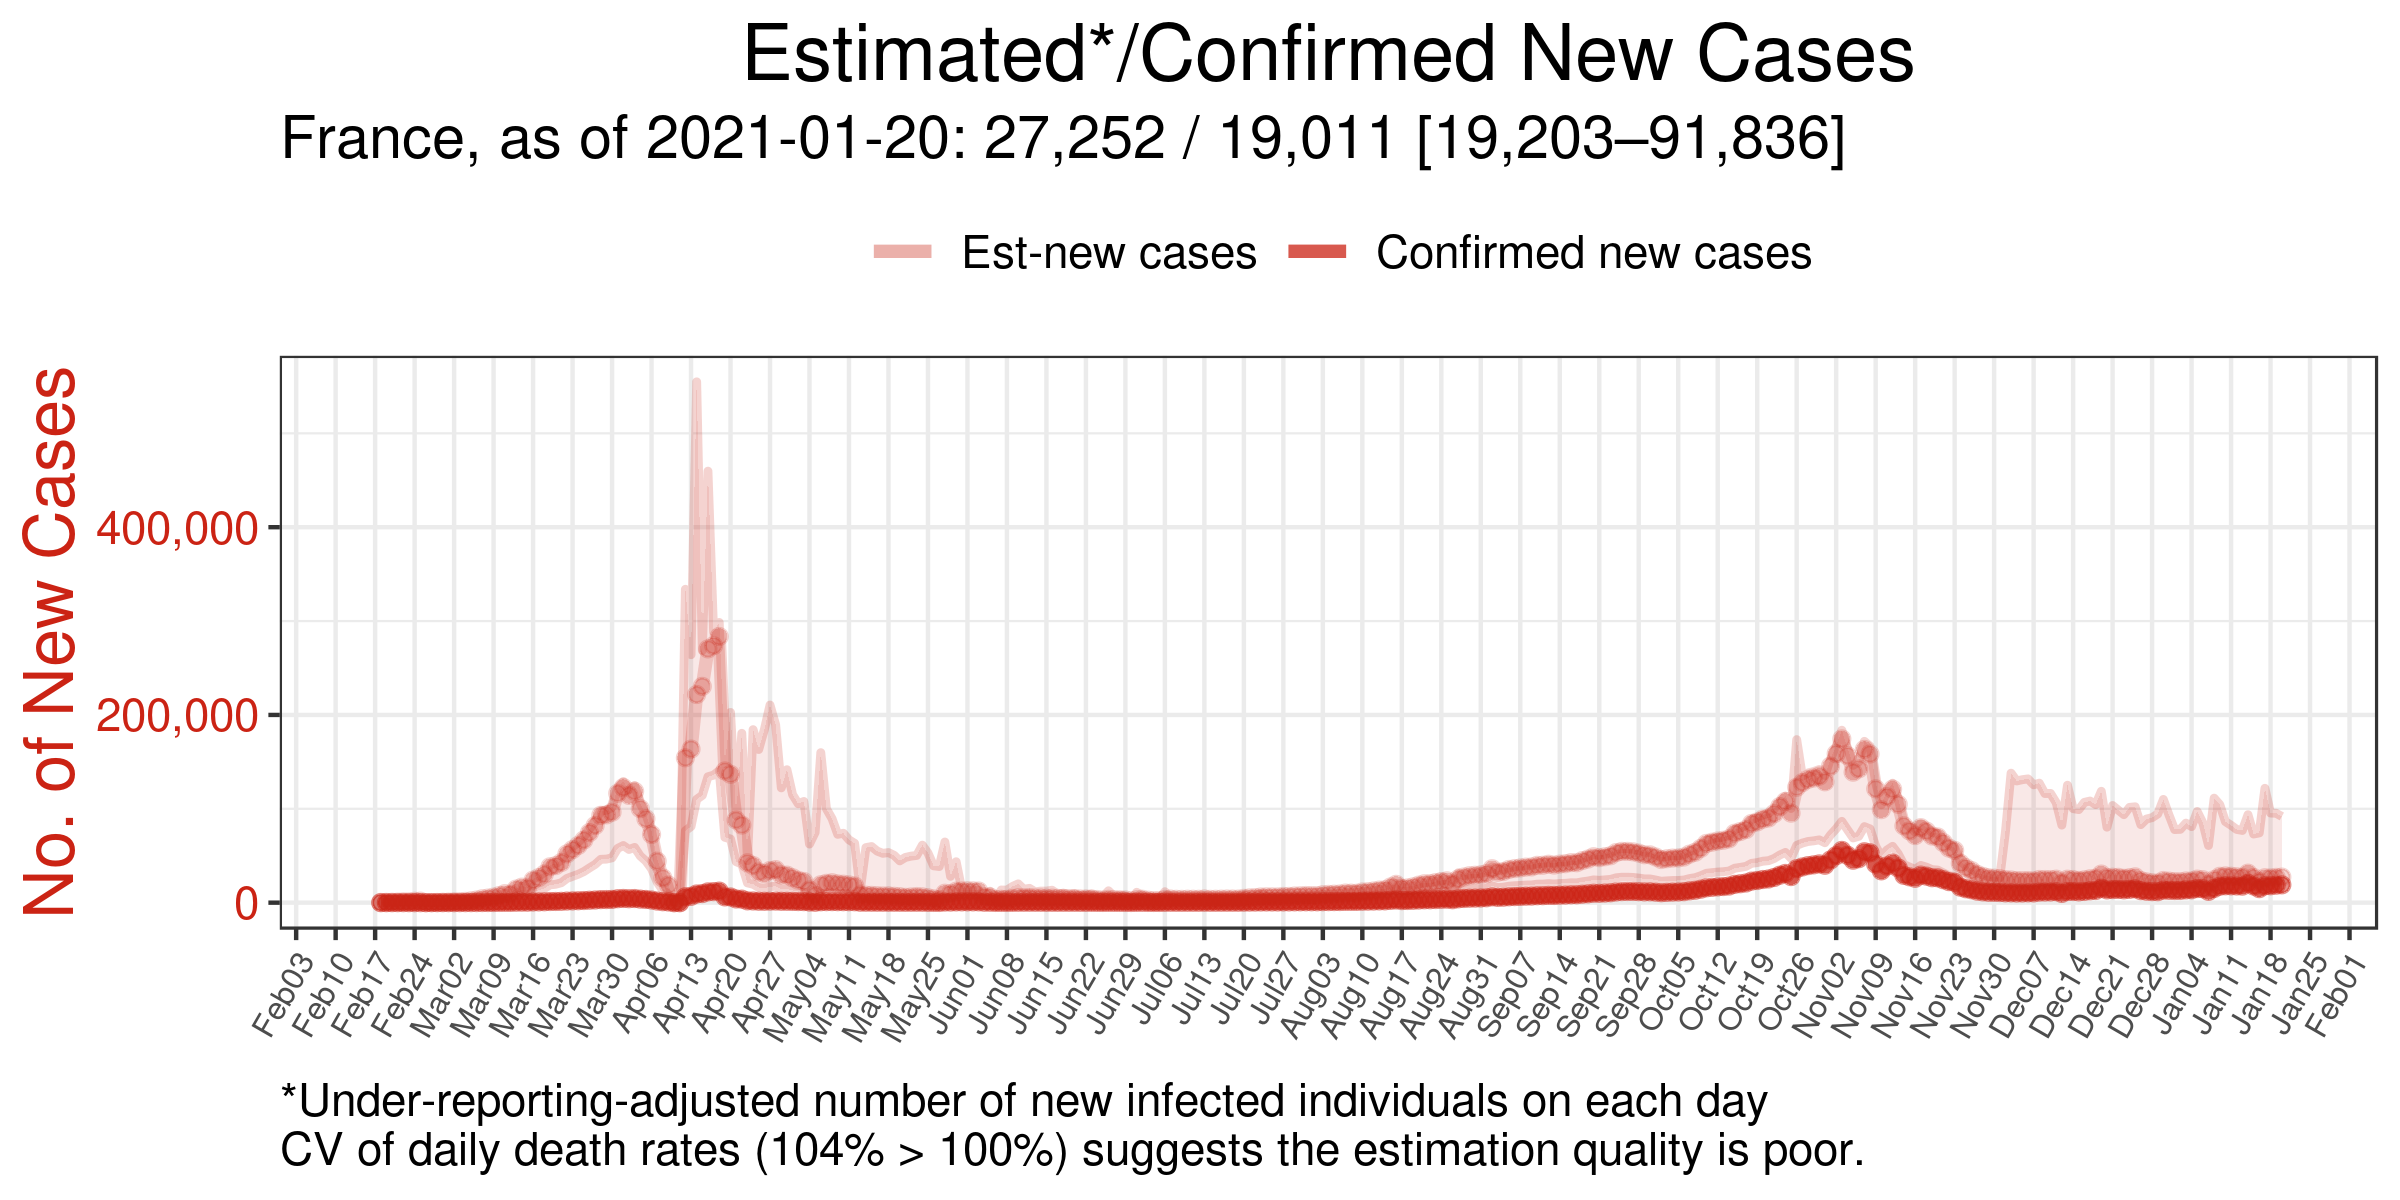 Estimated*/Confirmed New Cases
France, as of 2021-01-20: 27,252 / 19,011 [19,203–91,836]
Est-new cases Confirmed new cases
No. of New Cases
400,000
200,000
0
Feb03 Feb10 Feb17 Feb24 Mar02 Mar09 Mar16 Mar23 Mar30 Apr06 Apr13 Apr20 Apr27 May04 May11 May18 May25 Jun01 Jun08 Jun15 Jun22 Jun29 Jul06 Jul13 Jul20 Jul27 Aug03 Aug10 Aug17 Aug24 Aug31 Sep07 Sep14 Sep21 Sep28 Oct05 Oct12 Oct19 Oct26 Nov02 Nov09 Nov16 Nov23 Nov30 Dec07 Dec14 Dec21 Dec28 Jan04 Jan11 Jan18 Jan25 Feb01
*Under-reporting-adjusted number of new infected individuals on each day
CV of daily death rates (104% > 100%) suggests the estimation quality is poor.